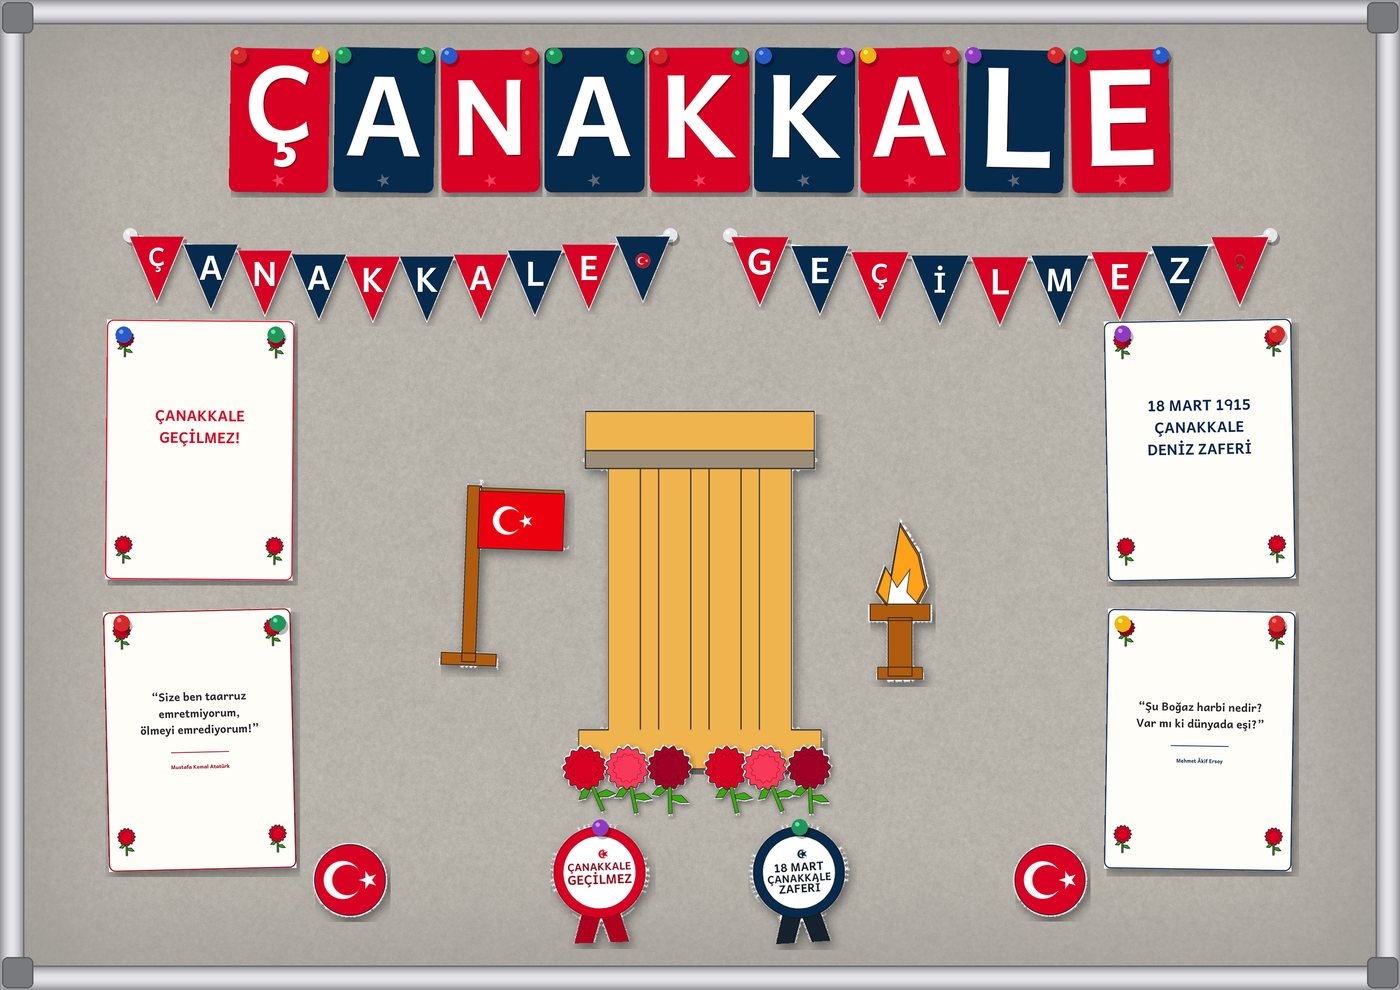 ÇANAKKALE
ÇANAKKALE
GEÇİLMEZ
ÇANAKKALE
GEÇİLMEZ!
18 MART 1915
ÇANAKKALE
DENİZ ZAFERİ
“Size ben taarruz
emretmiyorum,
ölmeyi emrediyorum!”
Mustafa Kemal Atatürk
“Şu Boğaz harbi nedir?
Var mı ki dünyada eşi?”
Mehmet Âkif Ersoy
ÇANAKKALE
GEÇİLMEZ
18 MART
ÇANAKKALE
ZAFERİ